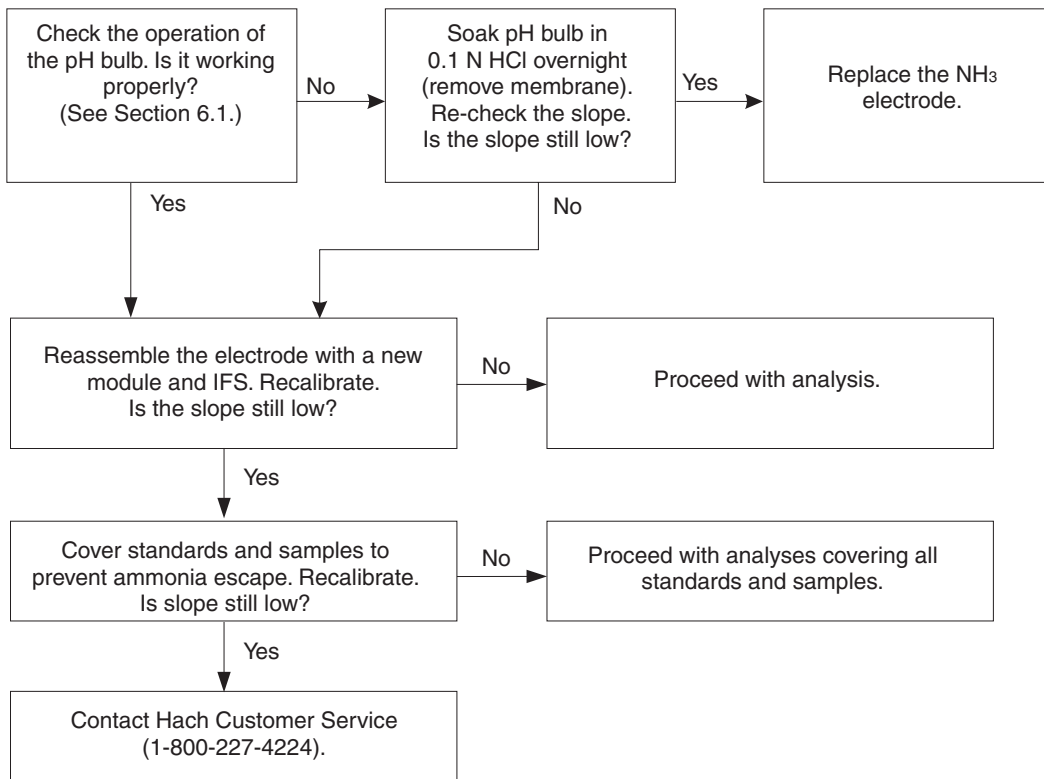 Check the operation of
the pH bulb. Is it working
properly?
(See Section 6.1.)
No
Soak pH bulb in
0.1 N HCl overnight
(remove membrane).
Re-check the slope.
Is the slope still low?
Yes
Replace the NH3
electrode.
Yes
No
Reassemble the electrode with a new
module and IFS. Recalibrate.
Is the slope still low?
No
Proceed with analysis.
Yes
Cover standards and samples to
prevent ammonia escape. Recalibrate.
Is slope still low?
No
Proceed with analyses covering all
standards and samples.
Yes
Contact Hach Customer Service
(1-800-227-4224).